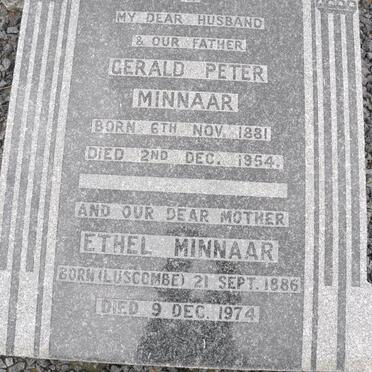 MY DEAR HUSBAND
& OUR FATHER
GERALD PETER
MINNAAR
BORN 6TH NOV. 1881
DIED 2ND DEC. 1954.
AND OUR DEAR MOTHER
ETHEL MINNAAR
BORN (LUSCOMBE) 21 SEPT. 1886
DIED 9 DEC. 1974